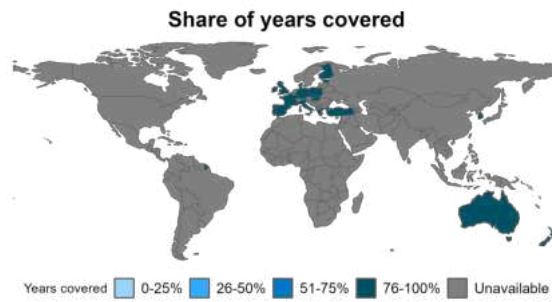 Share of years covered
Years covered 0-25% 26-50% 51-75% 76-100% Unavailable